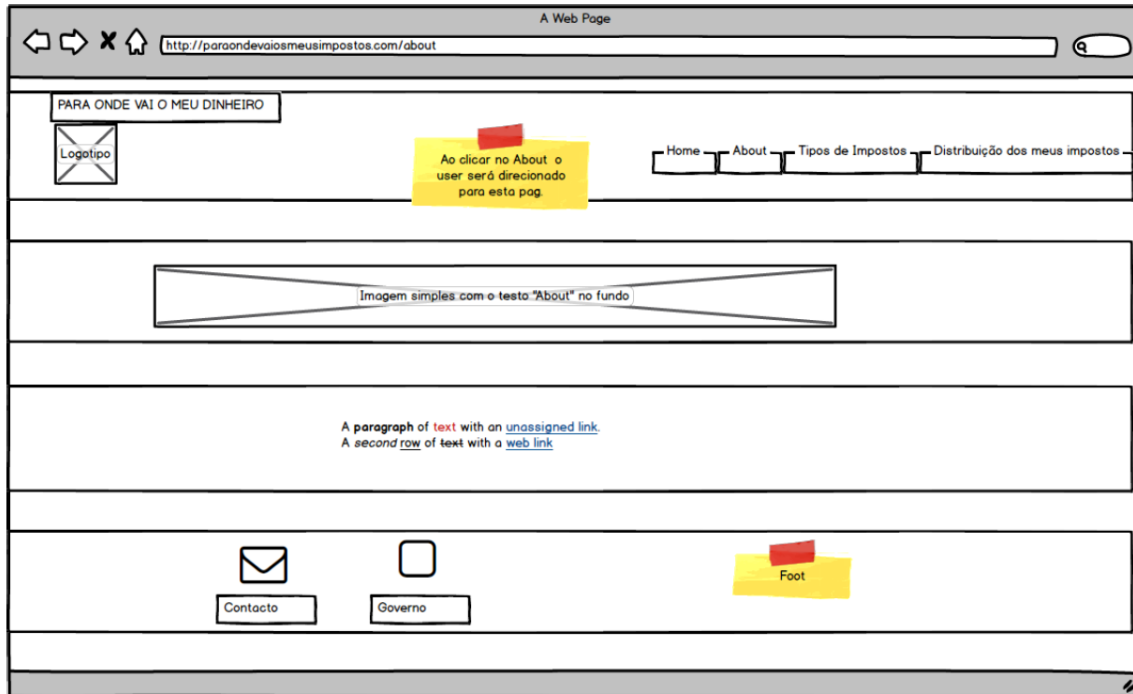 A Web Page
http://paraondevaiosmeusimpostos.com/about
PARA ONDE VAI O MEU DINHEIRO
Logotipo
Ao clicar no About o
user será direcionado
para esta pag.
Home About Tipos de Impostos Distribuição dos meus impostos
Imagem simples com o testo "About" no fundo
A paragraph of text with an unassigned link.
A second row of text with a web link
Foot
Contacto Governo